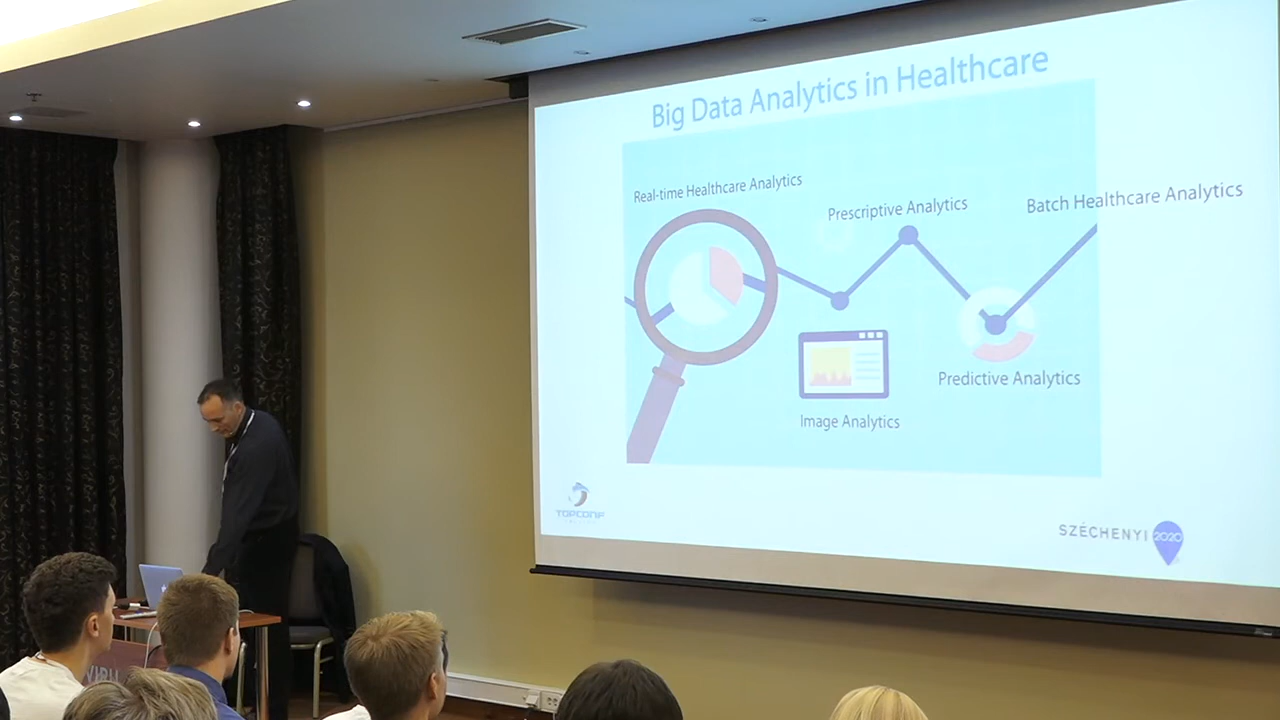 Big Data Analytics in Healthcare
Real-time Healthcare Analytics
Prescriptive Analytics
Batch Healthcare Analytics
Predictive Analytics
Image Analytics
TOPCONF
SZÉCHENYI 2020
VIRU